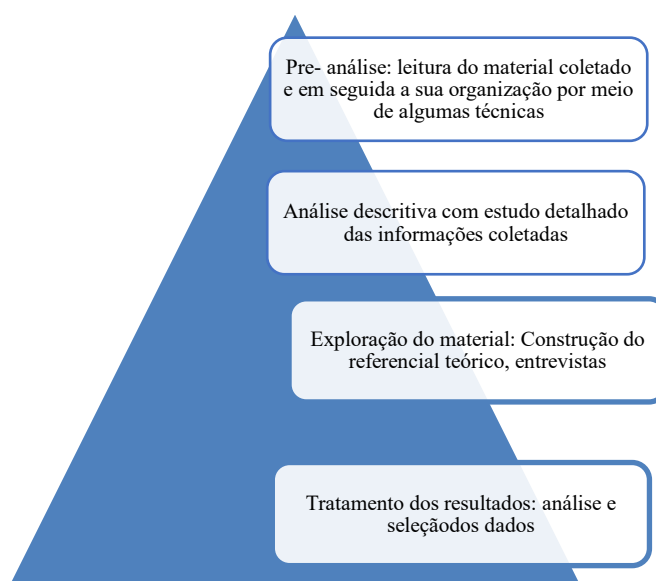 Pre- análise: leitura do material coletado
e em seguida a sua organização por meio
de algumas técnicas
Análise descritiva com estudo detalhado
das informações coletadas
Exploração do material: Construção do
referencial teórico, entrevistas
Tratamento dos resultados: análise e
seleçãodos dados